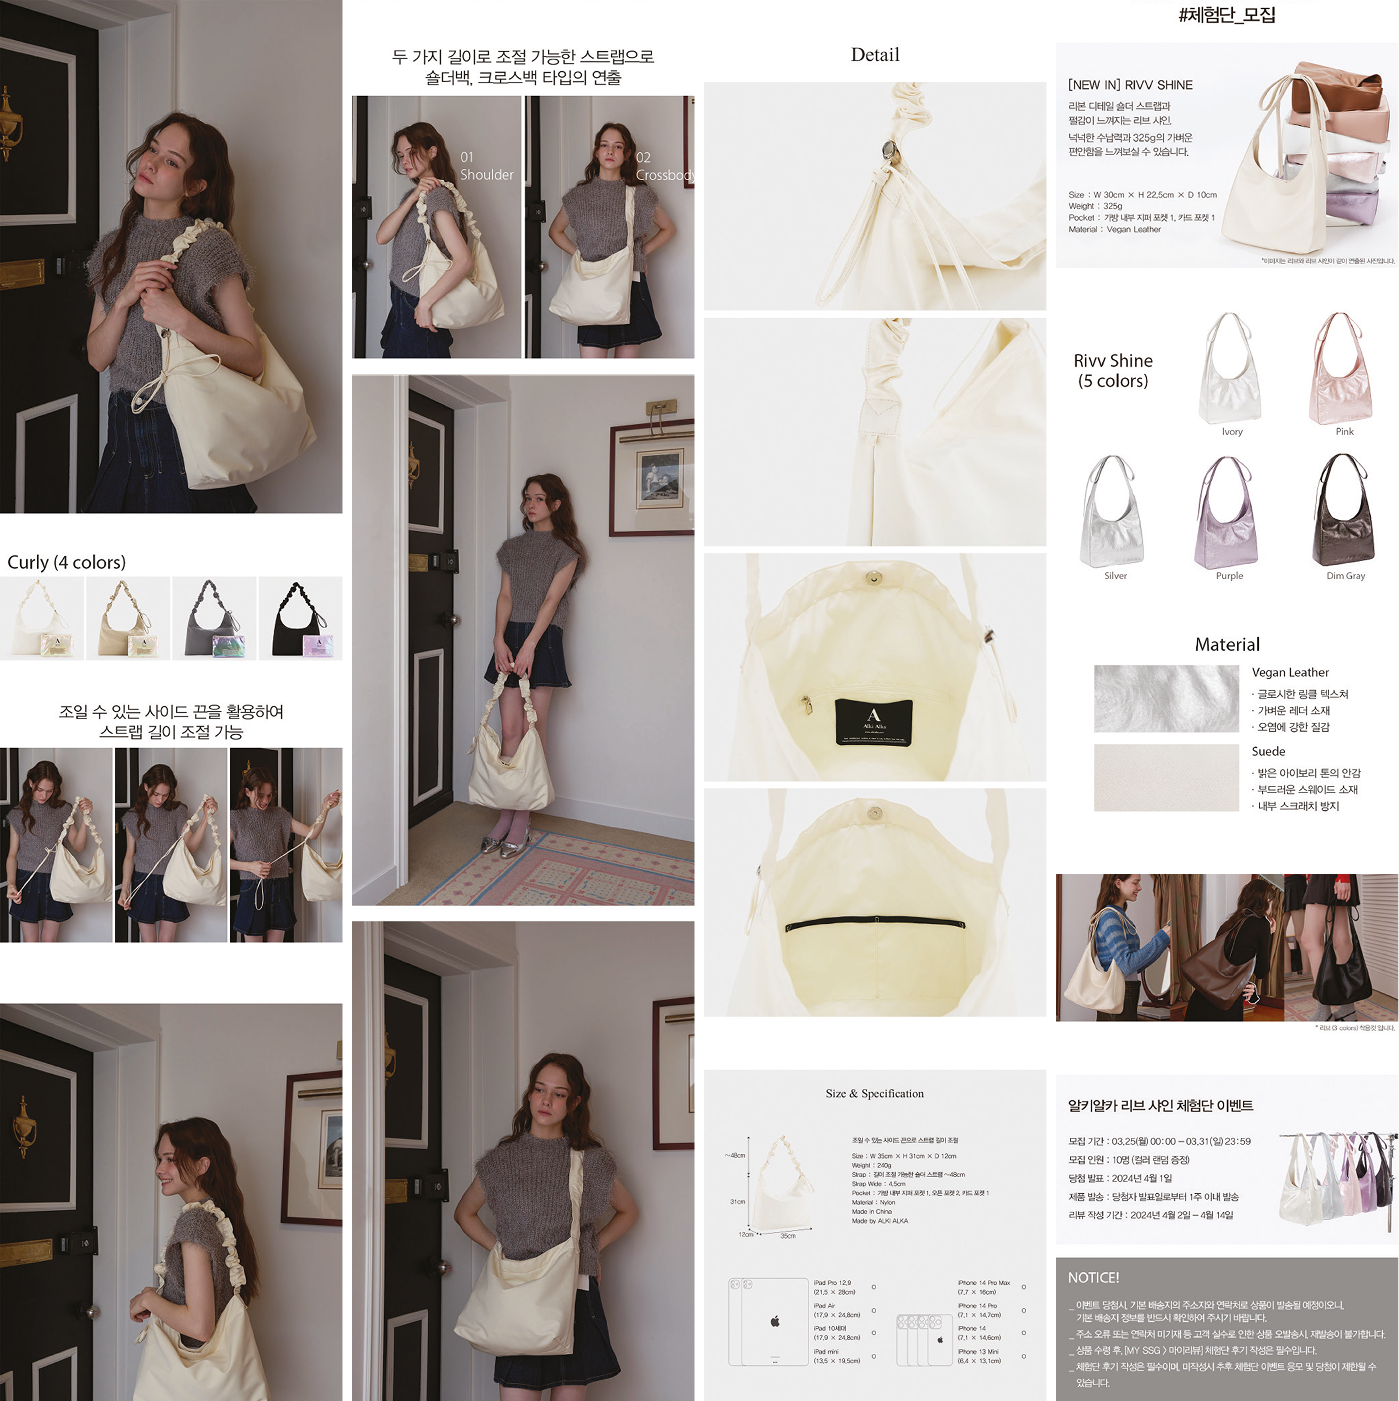 Curly (4 colors)
조일 수 있는 사이드 끈을 활용하여
스트랩 길이 조절 가능
두 가지 길이로 조절 가능한 스트랩으로
숄더백, 크로스백 타입의 연출
01
Shoulder
02
Crossbody
Detail
A
Alki Alka
Size & Specification
~48cm
31cm
12cm
35cm
조일 수 있는 사이드 끈으로 스트랩 길이 조절
Size : W 35cm × H 31cm × D 12cm
Weight : 240g
Strap : 길이 조절 가능한 숄더 스트랩 ~48cm
Strap Wide : 4.5cm
Pocket : 가방 내부 지퍼 포켓 1, 오픈 포켓 2, 카드 포켓 1
Material : Nylon
Made in China
Made by ALKI ALKA
iPad Pro 12.9
(21.5 × 28cm)
O
iPad Air
(17.9 × 24.8cm)
O
iPad 10세대
(17.9 × 24.8cm)
O
iPad mini
(13.5 × 19.5cm)
O
iPhone 14 Pro Max
(7.7 × 16cm)
O
iPhone 14 Pro
(7.1 × 14.7cm)
O
iPhone 14
(7.1 × 14.6cm)
O
iPhone 13 Mini
(6.4 × 13.1cm)
O
#체험단_모집
[NEW IN] RIVV SHINE
리본 디테일 숄더 스트랩과
펄감이 느껴지는 리브 샤인.
넉넉한 수납력과 325g의 가벼운
편안함을 느껴보실 수 있습니다.
Size : W 30cm × H 22.5cm × D 10cm
Weight : 325g
Pocket : 가방 내부 지퍼 포켓 1, 카드 포켓 1
Material : Vegan Leather
*이미지는 리브와 리브 샤인이 같이 연출된 사진입니다.
Rivv Shine
(5 colors)
Ivory
Pink
Silver
Purple
Dim Gray
Material
Vegan Leather
· 글로시한 링클 텍스쳐
· 가벼운 레더 소재
· 오염에 강한 질감
Suede
· 밝은 아이보리 톤의 안감
· 부드러운 스웨이드 소재
· 내부 스크래치 방지
* 리브 (3 colors) 착용컷 입니다.
알키알카 리브 샤인 체험단 이벤트
모집 기간 : 03.25(월) 00:00 – 03.31(일) 23:59
모집 인원 : 10명 (컬러 랜덤 증정)
당첨 발표 : 2024년 4월 1일
제품 발송 : 당첨자 발표일로부터 1주 이내 발송
리뷰 작성 기간 : 2024년 4월 2일 – 4월 14일
NOTICE!
_ 이벤트 당첨시, 기본 배송지의 주소지와 연락처로 상품이 발송될 예정이오니,
기본 배송지 정보를 반드시 확인하여 주시기 바랍니다.
_ 주소 오류 또는 연락처 미기재 등 고객 실수로 인한 상품 오발송시, 재발송이 불가합니다.
_ 상품 수령 후, [MY SSG > 마이리뷰] 체험단 후기 작성은 필수입니다.
_ 체험단 후기 작성은 필수이며, 미작성시 추후 체험단 이벤트 응모 및 당첨이 제한될 수
있습니다.